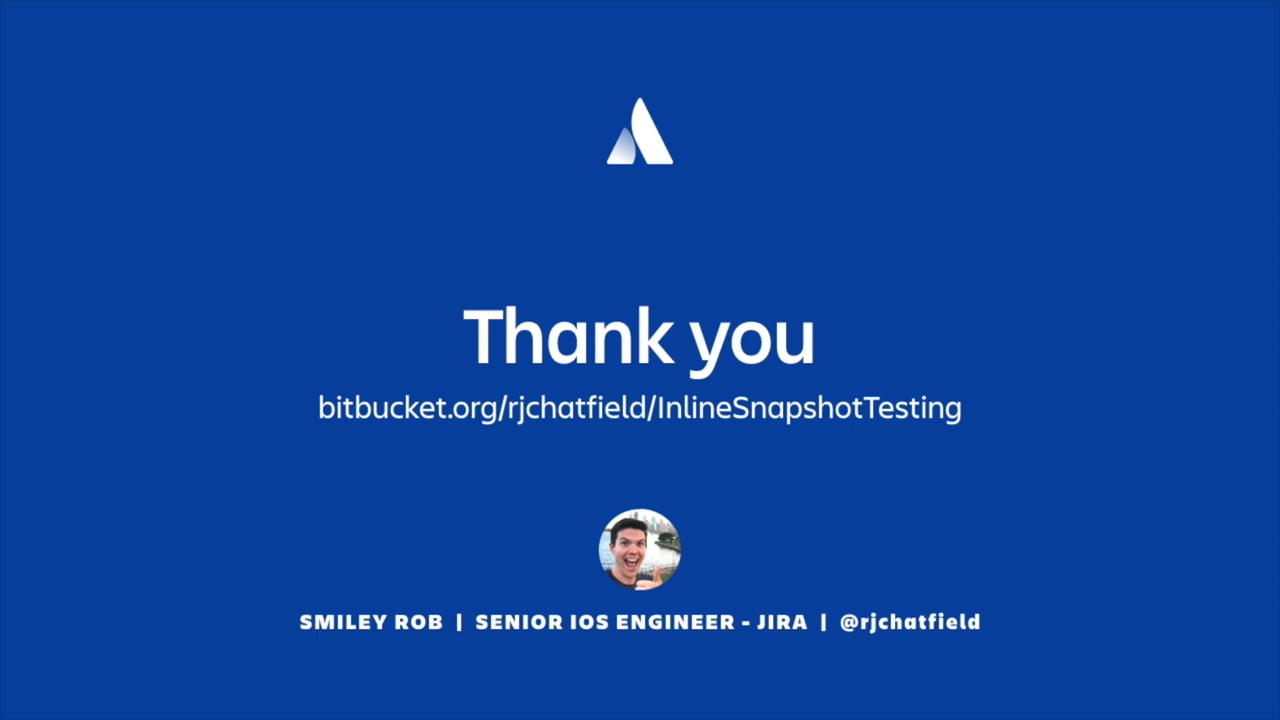 Thank you
bitbucket.org/rjchatfield/InlineSnapshotTesting
SMILEY ROB | SENIOR IOS ENGINEER - JIRA | @rjchatfield